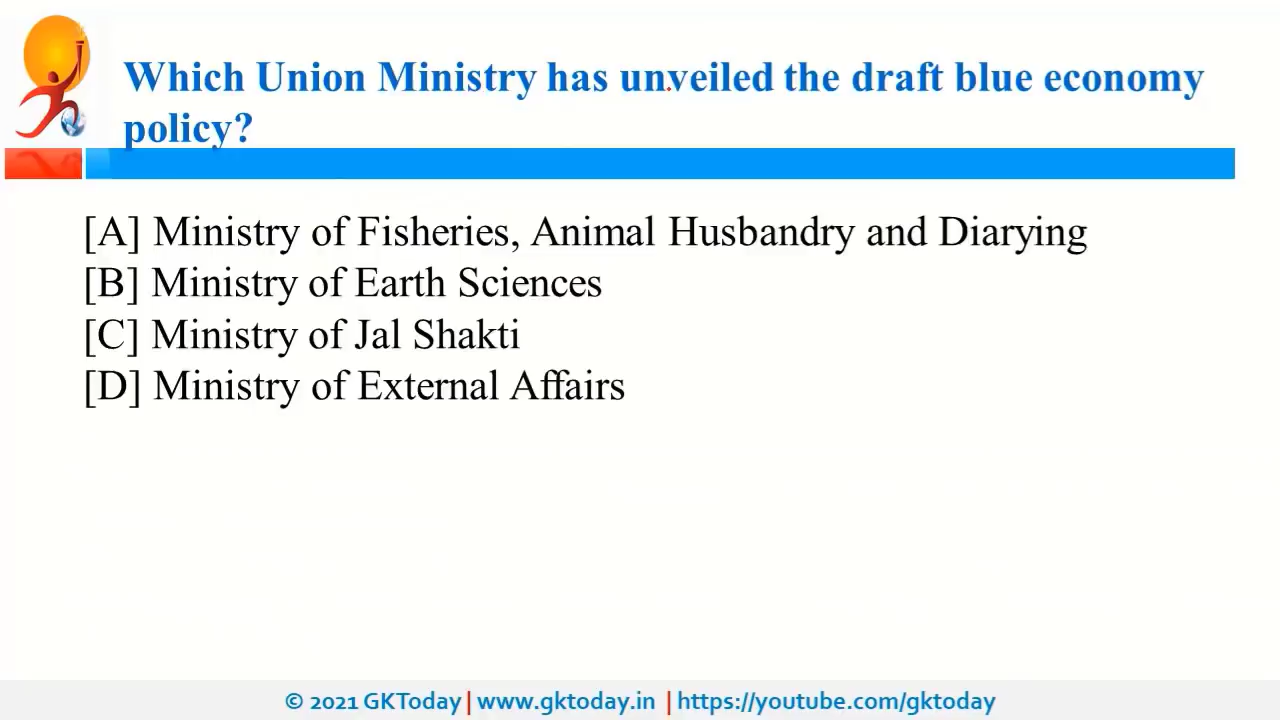 Which Union Ministry has unveiled the draft blue economy
policy?
[A] Ministry of Fisheries, Animal Husbandry and Diarying
[B] Ministry of Earth Sciences
[C] Ministry of Jal Shakti
[D] Ministry of External Affairs
© 2021 GKToday | www.gktoday.in | https://youtube.com/gktoday